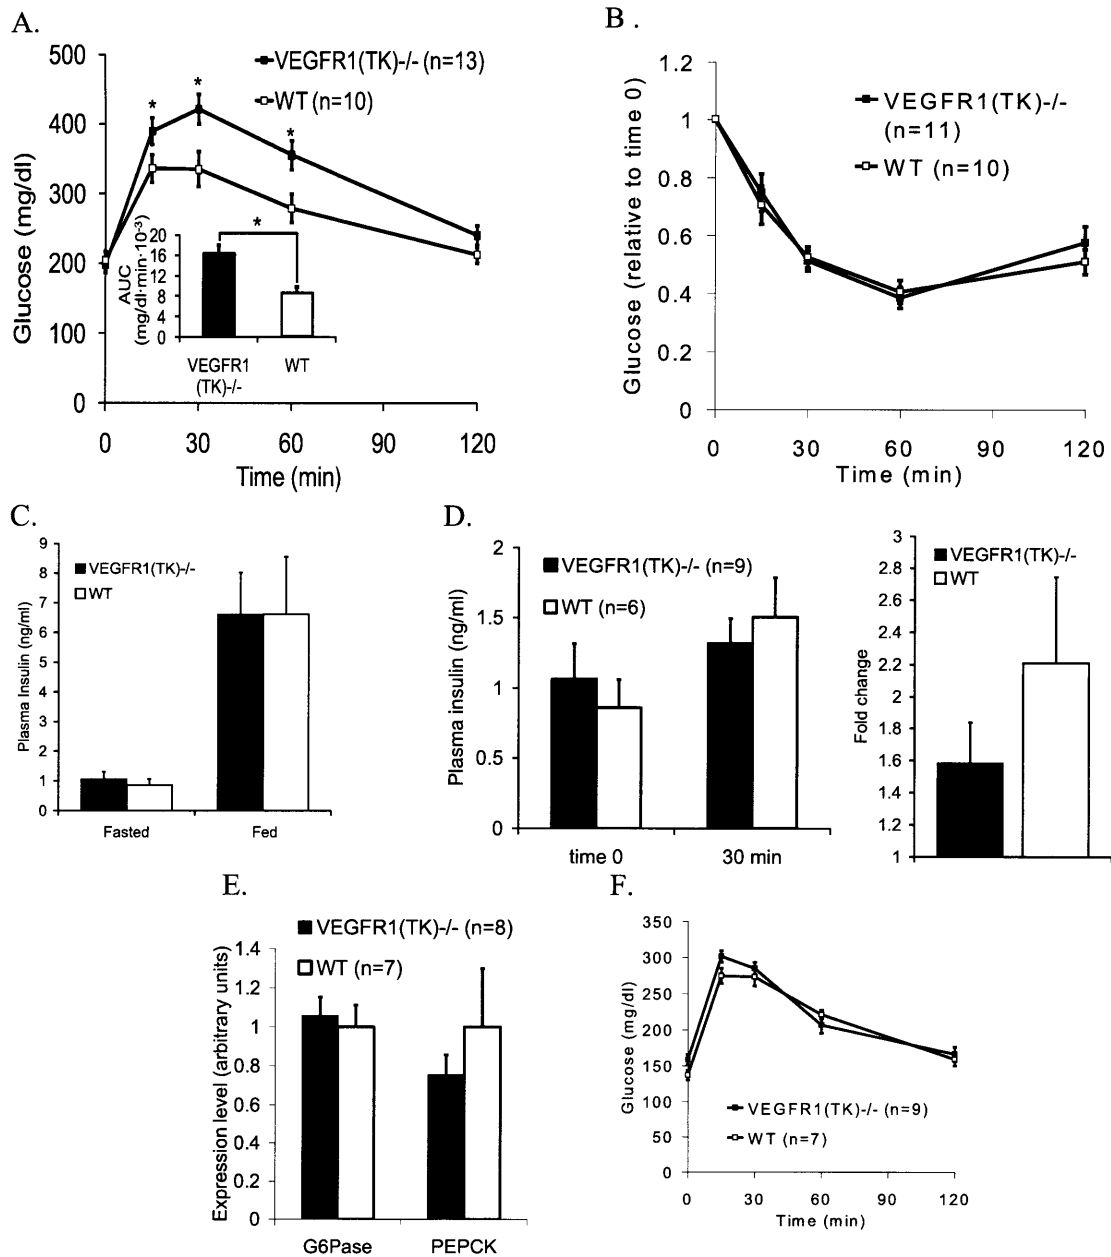 A.
500
400
300
200
100
0
Glucose (mg/dl)
VEGFR1(TK)-/- (n=13)
WT (n=10)
*
*
*
20
16
12
8
4
0
AUC
(mg/dl·min·10-3)
*
VEGFR1
(TK)-/-
WT
0
30
60
90
120
Time (min)
B .
1.2
1
0.8
0.6
0.4
0.2
0
Glucose (relative to time 0)
VEGFR1(TK)-/-
(n=11)
WT (n=10)
0
30
60
90
120
Time (min)
C.
9
8
7
6
5
4
3
2
1
0
Plasma Insulin (ng/ml)
VEGFR1(TK)-/-
WT
Fasted
Fed
D.
2
1.5
1
0.5
0
Plasma insulin (ng/ml)
VEGFR1(TK)-/- (n=9)
WT (n=6)
time 0
30 min
3
2.8
2.6
2.4
2.2
2
1.8
1.6
1.4
1.2
1
Fold change
VEGFR1(TK)-/-
WT
E.
VEGFR1(TK)-/- (n=8)
WT (n=7)
1.4
1.2
1
0.8
0.6
0.4
0.2
0
Expression level (arbitrary units)
G6Pase
PEPCK
F.
350
300
250
200
150
100
50
0
Glucose (mg/dl)
VEGFR1(TK)-/- (n=9)
WT (n=7)
0
30
60
90
120
Time (min)